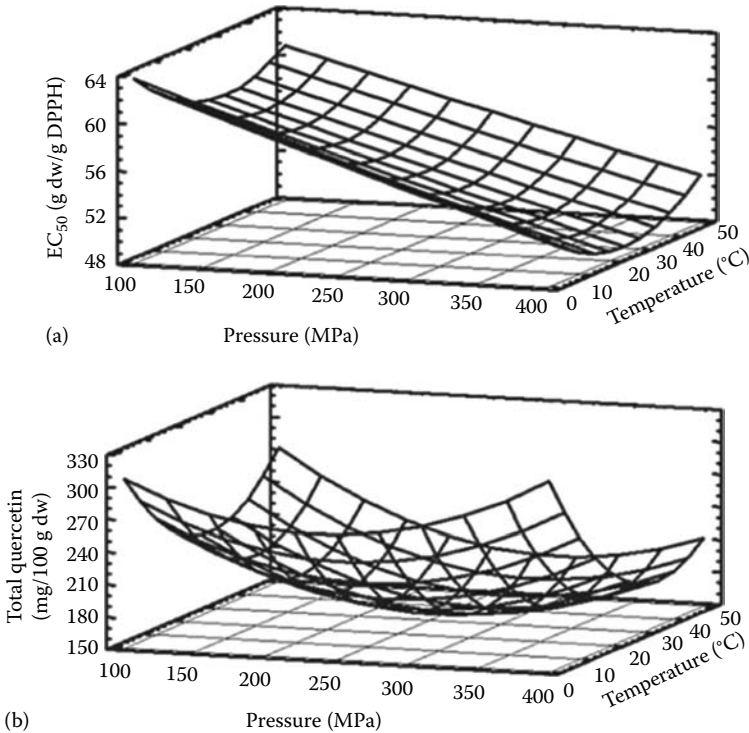 64
60
56
52
48
EC50 (g dw/g DPPH)
100 150 200 250 300 350 400
Pressure (MPa)
0 10 20 30 40 50
Temperature (°C)
(a)
330
300
270
240
210
180
150
Total quercetin
(mg/100 g dw)
100 150 200 250 300 350 400
Pressure (MPa)
0 10 20 30 40 50
Temperature (°C)
(b)